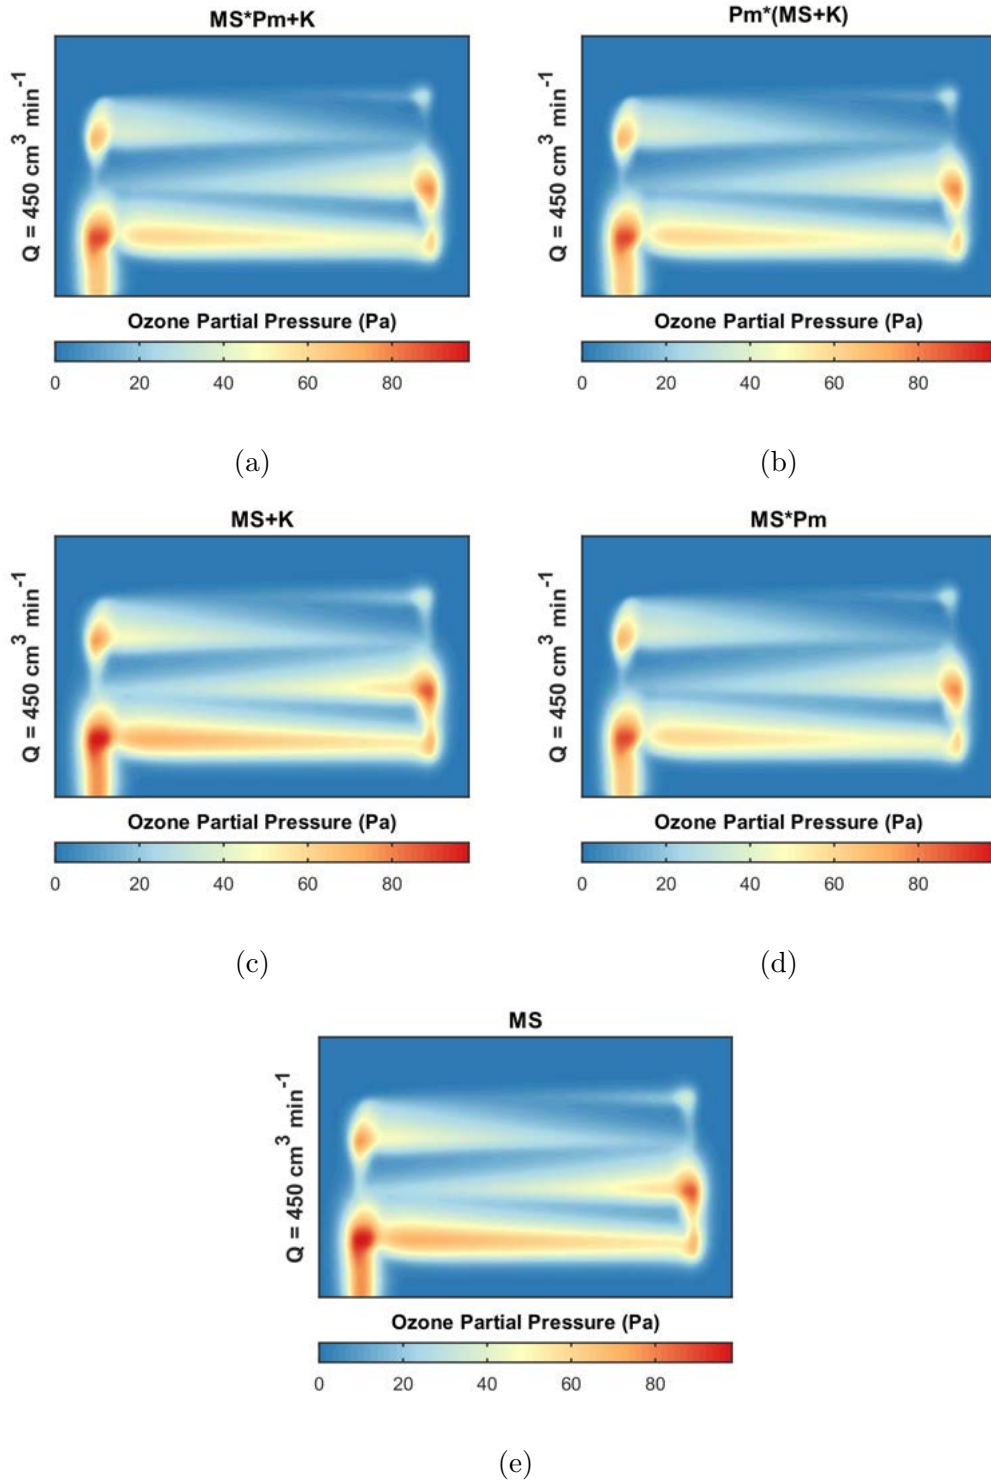 MS*Pm+K
Pm*(MS+K)
Q = 450 cm³ min⁻¹
Q = 450 cm³ min⁻¹
Ozone Partial Pressure (Pa)
Ozone Partial Pressure (Pa)
0 20 40 60 80
0 20 40 60 80
(a)
(b)
MS+K
MS*Pm
Q = 450 cm³ min⁻¹
Q = 450 cm³ min⁻¹
Ozone Partial Pressure (Pa)
Ozone Partial Pressure (Pa)
0 20 40 60 80
0 20 40 60 80
(c)
(d)
MS
Q = 450 cm³ min⁻¹
Ozone Partial Pressure (Pa)
0 20 40 60 80
(e)